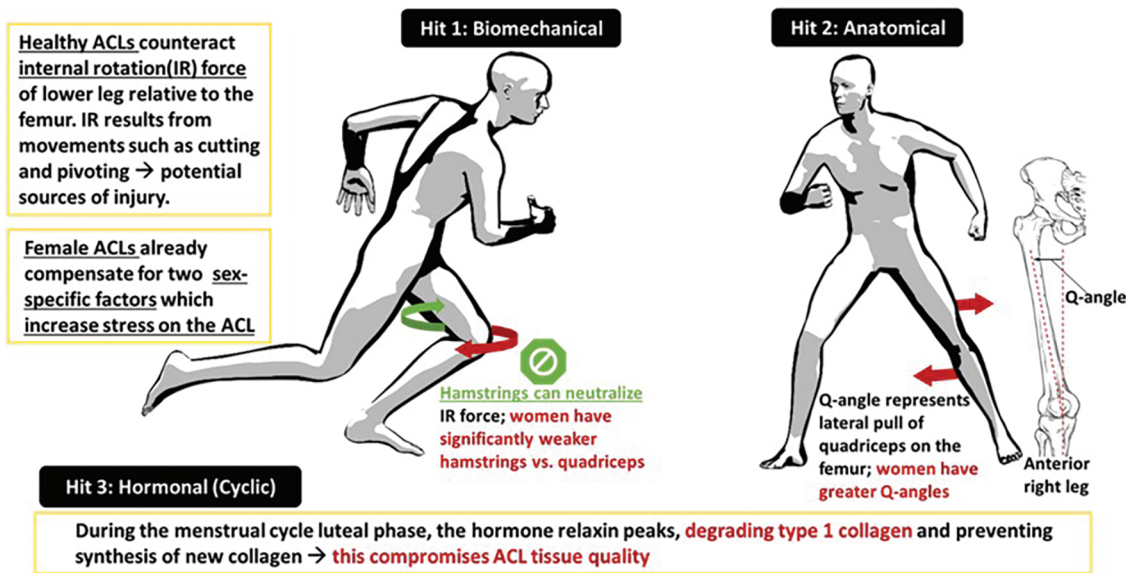 Healthy ACLs counteract
internal rotation(IR) force
of lower leg relative to the
femur. IR results from
movements such as cutting
and pivoting → potential
sources of injury.
Female ACLs already
compensate for two sex-
specific factors which
increase stress on the ACL
Hit 1: Biomechanical
Hamstrings can neutralize
IR force; women have
significantly weaker
hamstrings vs. quadriceps
Hit 2: Anatomical
Q-angle
Q-angle represents
lateral pull of
quadriceps on the
femur; women have
greater Q-angles
Anterior
right leg
Hit 3: Hormonal (Cyclic)
During the menstrual cycle luteal phase, the hormone relaxin peaks, degrading type 1 collagen and preventing
synthesis of new collagen → this compromises ACL tissue quality